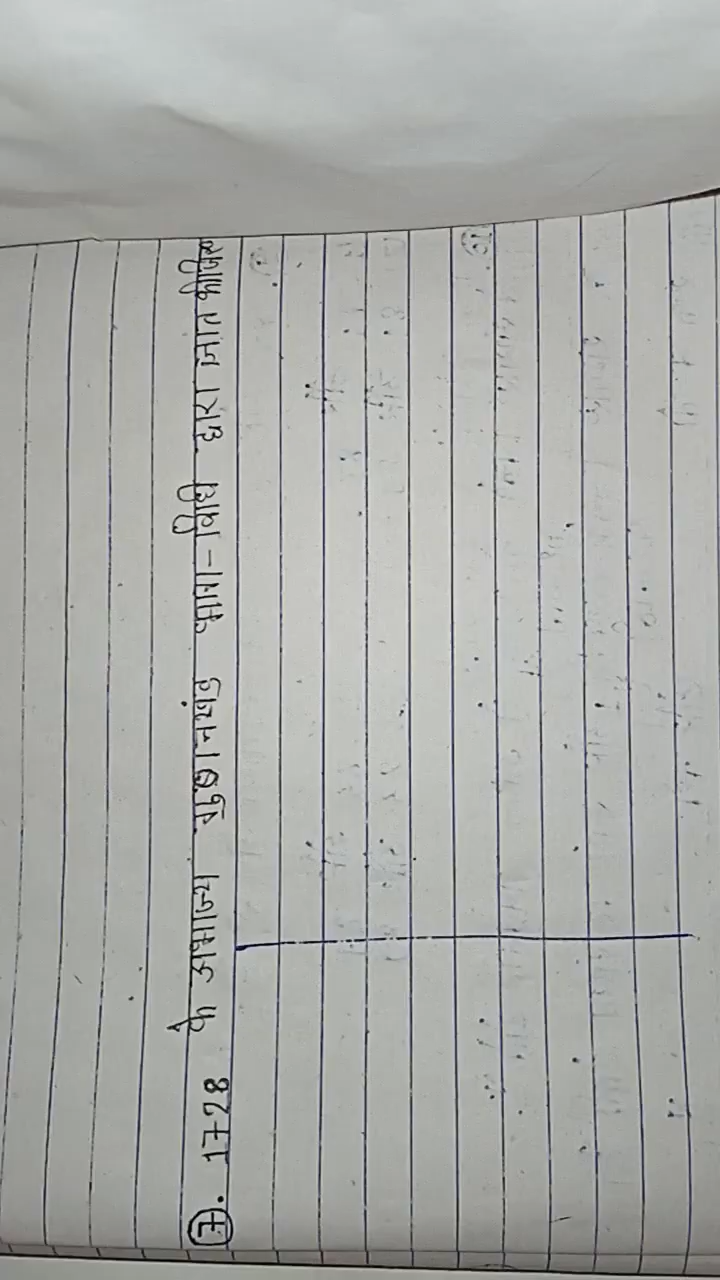 7. 1728 के अभाज्य गुणनखंड भाग-विधि द्वारा ज्ञात कीजिए